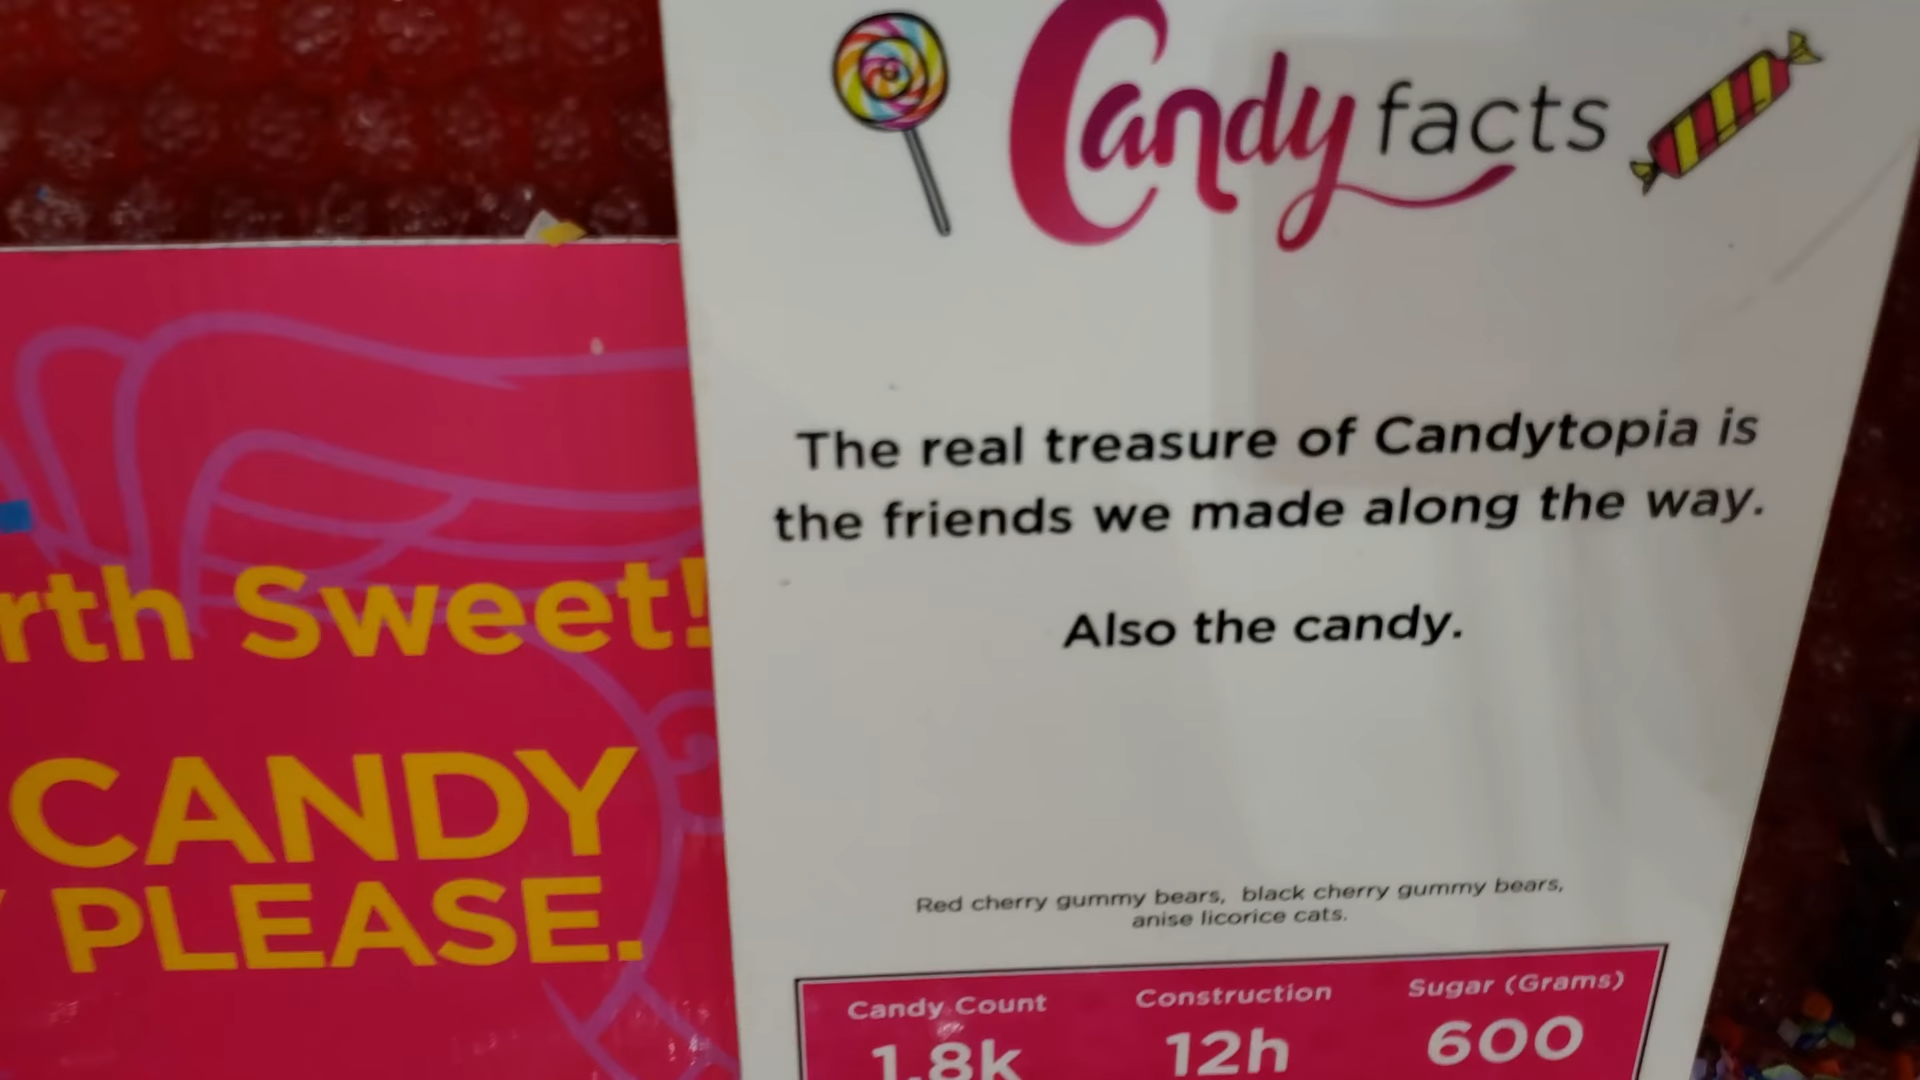 Candy facts
The real treasure of Candytopia is
the friends we made along the way.
Also the candy.
Red cherry gummy bears, black cherry gummy bears,
anise licorice cats.
Candy Count Construction Sugar (Grams)
1.8k 12h 600
Sweet!
CANDY
PLEASE.